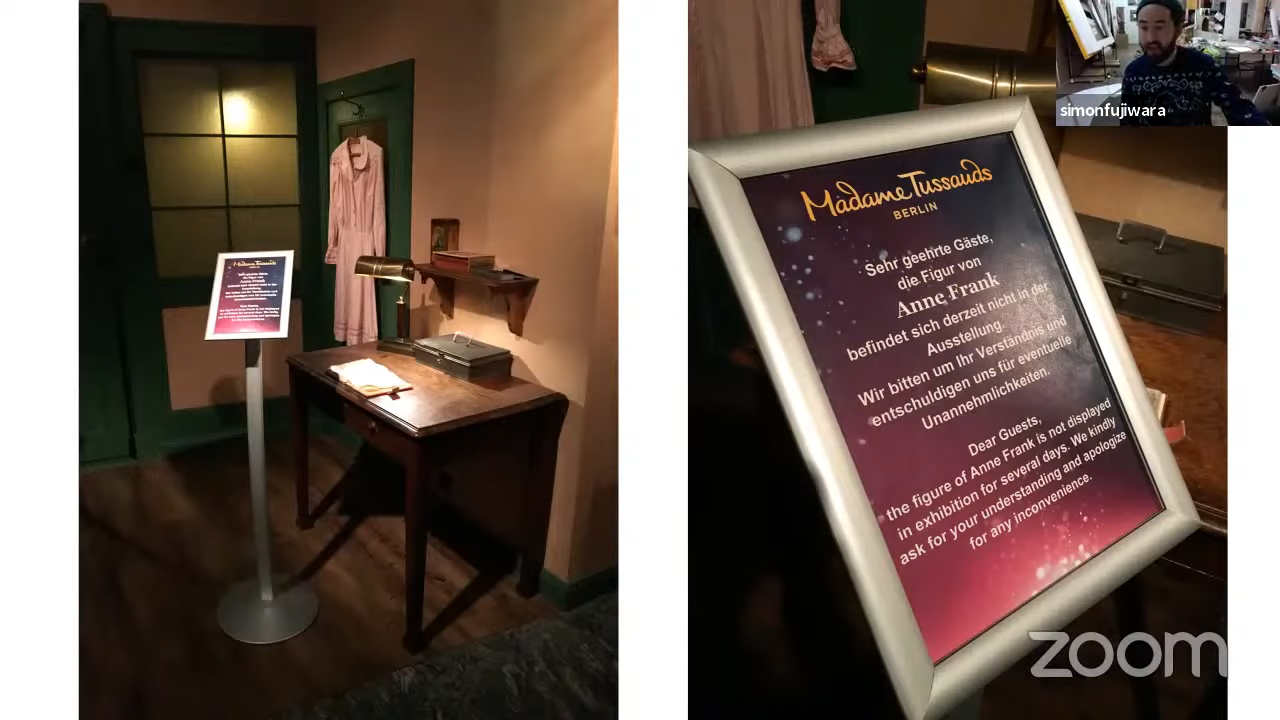 Madame Tussauds
BERLIN
Sehr geehrte Gäste,
die Figur von
Anne Frank
befindet sich derzeit nicht in der
Ausstellung.
Wir bitten um Ihr Verständnis und
entschuldigen uns für eventuelle
Unannehmlichkeiten.
Dear Guests,
the figure of Anne Frank is not displayed
in exhibition for several days. We kindly
ask for your understanding and apologize
for any inconvenience.
simonfujiwara
zoom